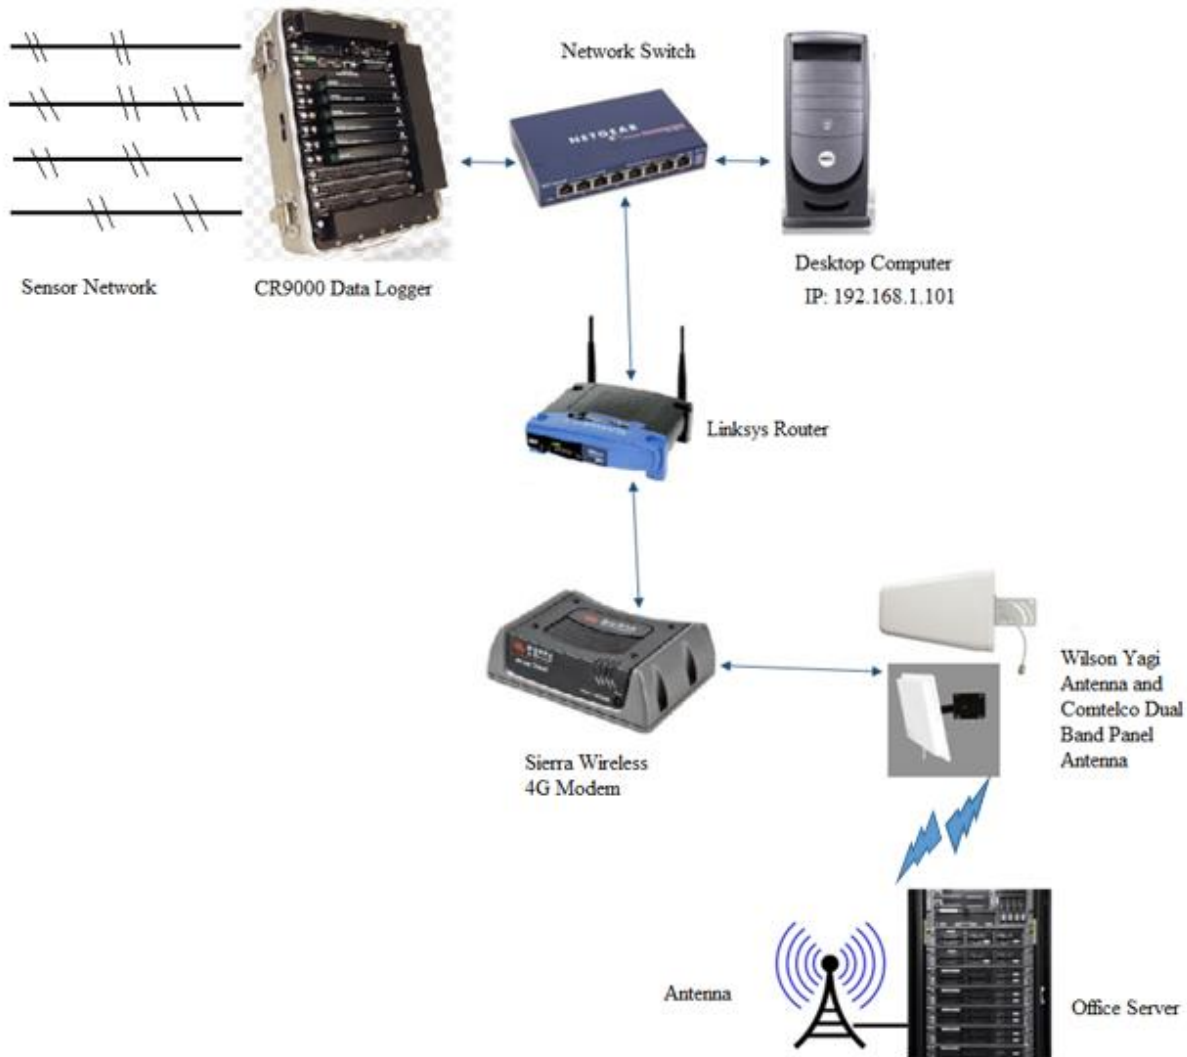 Network Switch
NETGEAR
Sensor Network
CR9000 Data Logger
Desktop Computer
IP: 192.168.1.101
Linksys Router
Sierra Wireless
4G Modem
Wilson Yagi
Antenna and
Comtelco Dual
Band Panel
Antenna
Antenna
Office Server